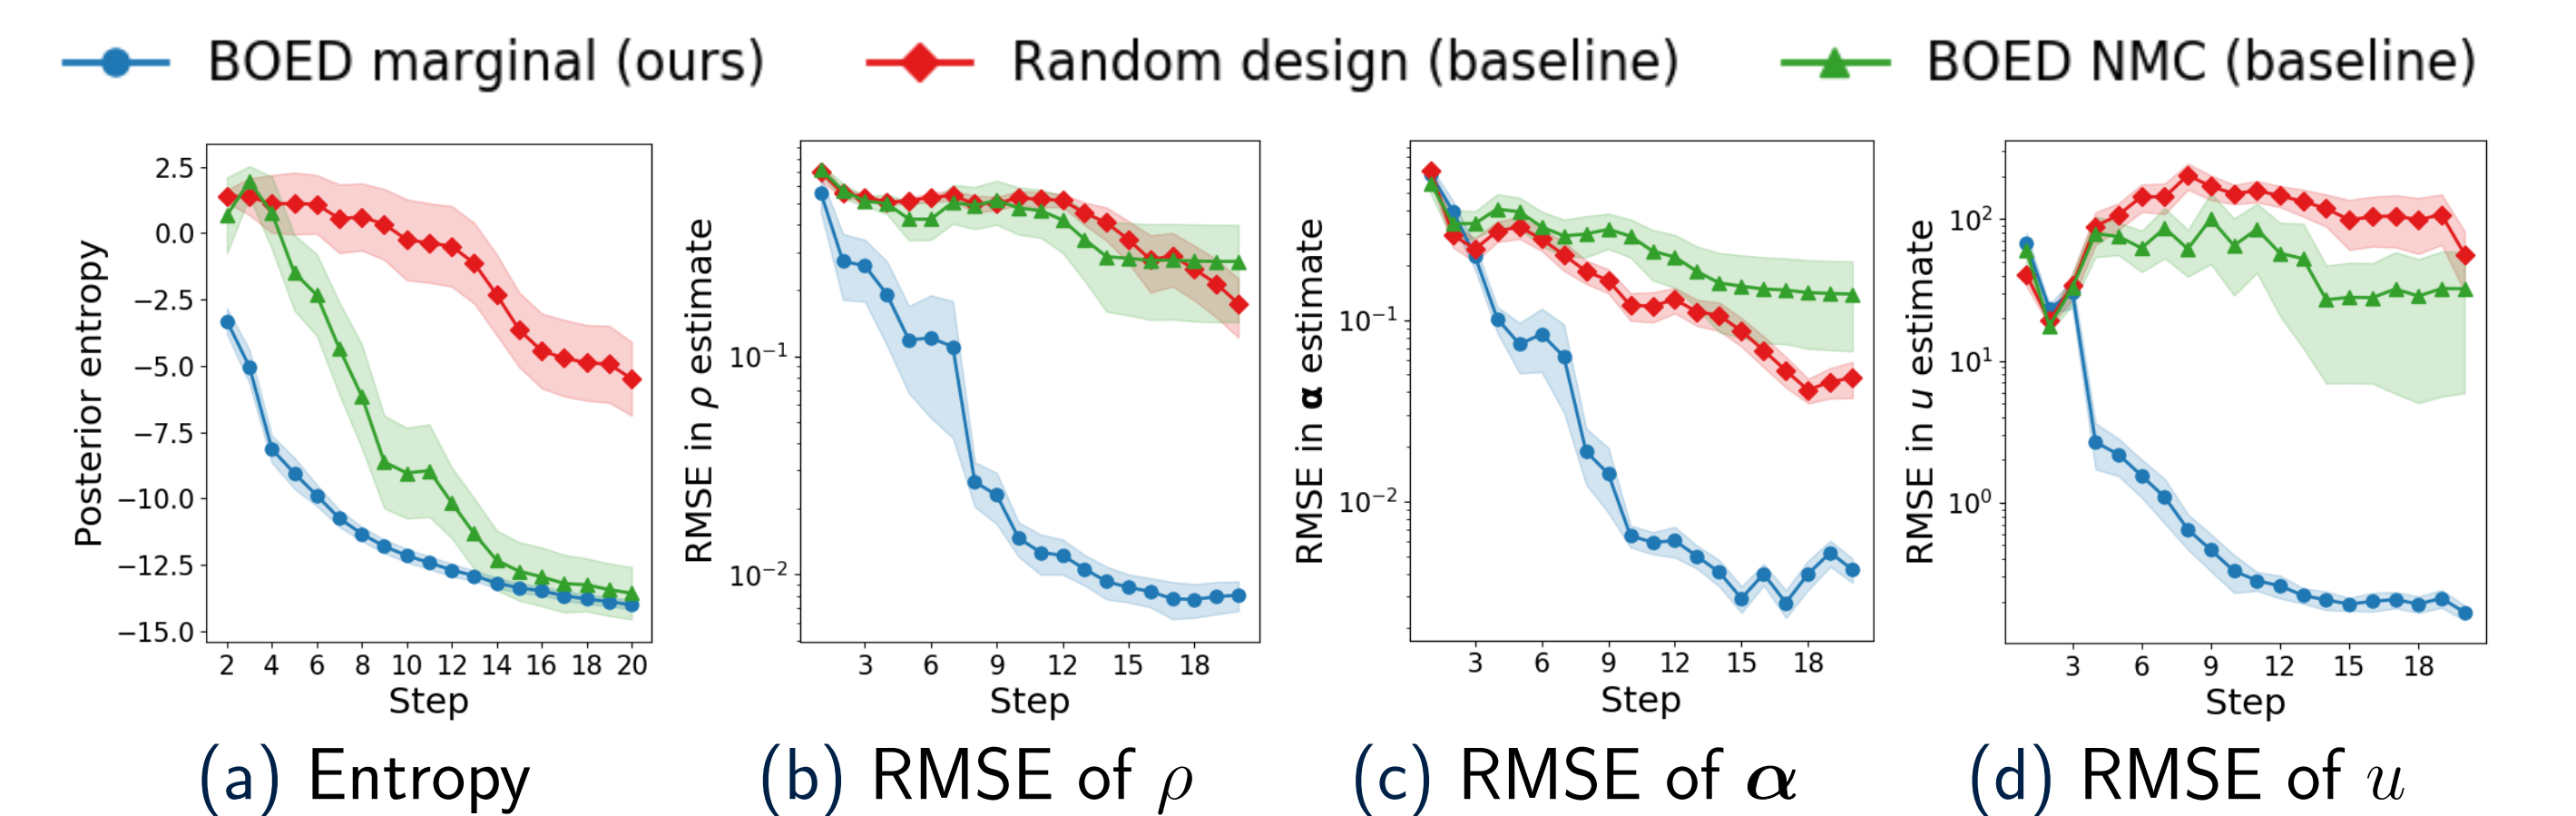 BOED marginal (ours)
Random design (baseline)
BOED NMC (baseline)
Posterior entropy
2.5
0.0
−2.5
−5.0
−7.5
−10.0
−12.5
−15.0
2 4 6 8 10 12 14 16 18 20
Step
(a) Entropy
RMSE in ρ estimate
10⁻¹
10⁻²
3 6 9 12 15 18
Step
(b) RMSE of ρ
RMSE in α estimate
10⁻¹
10⁻²
3 6 9 12 15 18
Step
(c) RMSE of α
RMSE in u estimate
10²
10¹
10⁰
3 6 9 12 15 18
Step
(d) RMSE of u